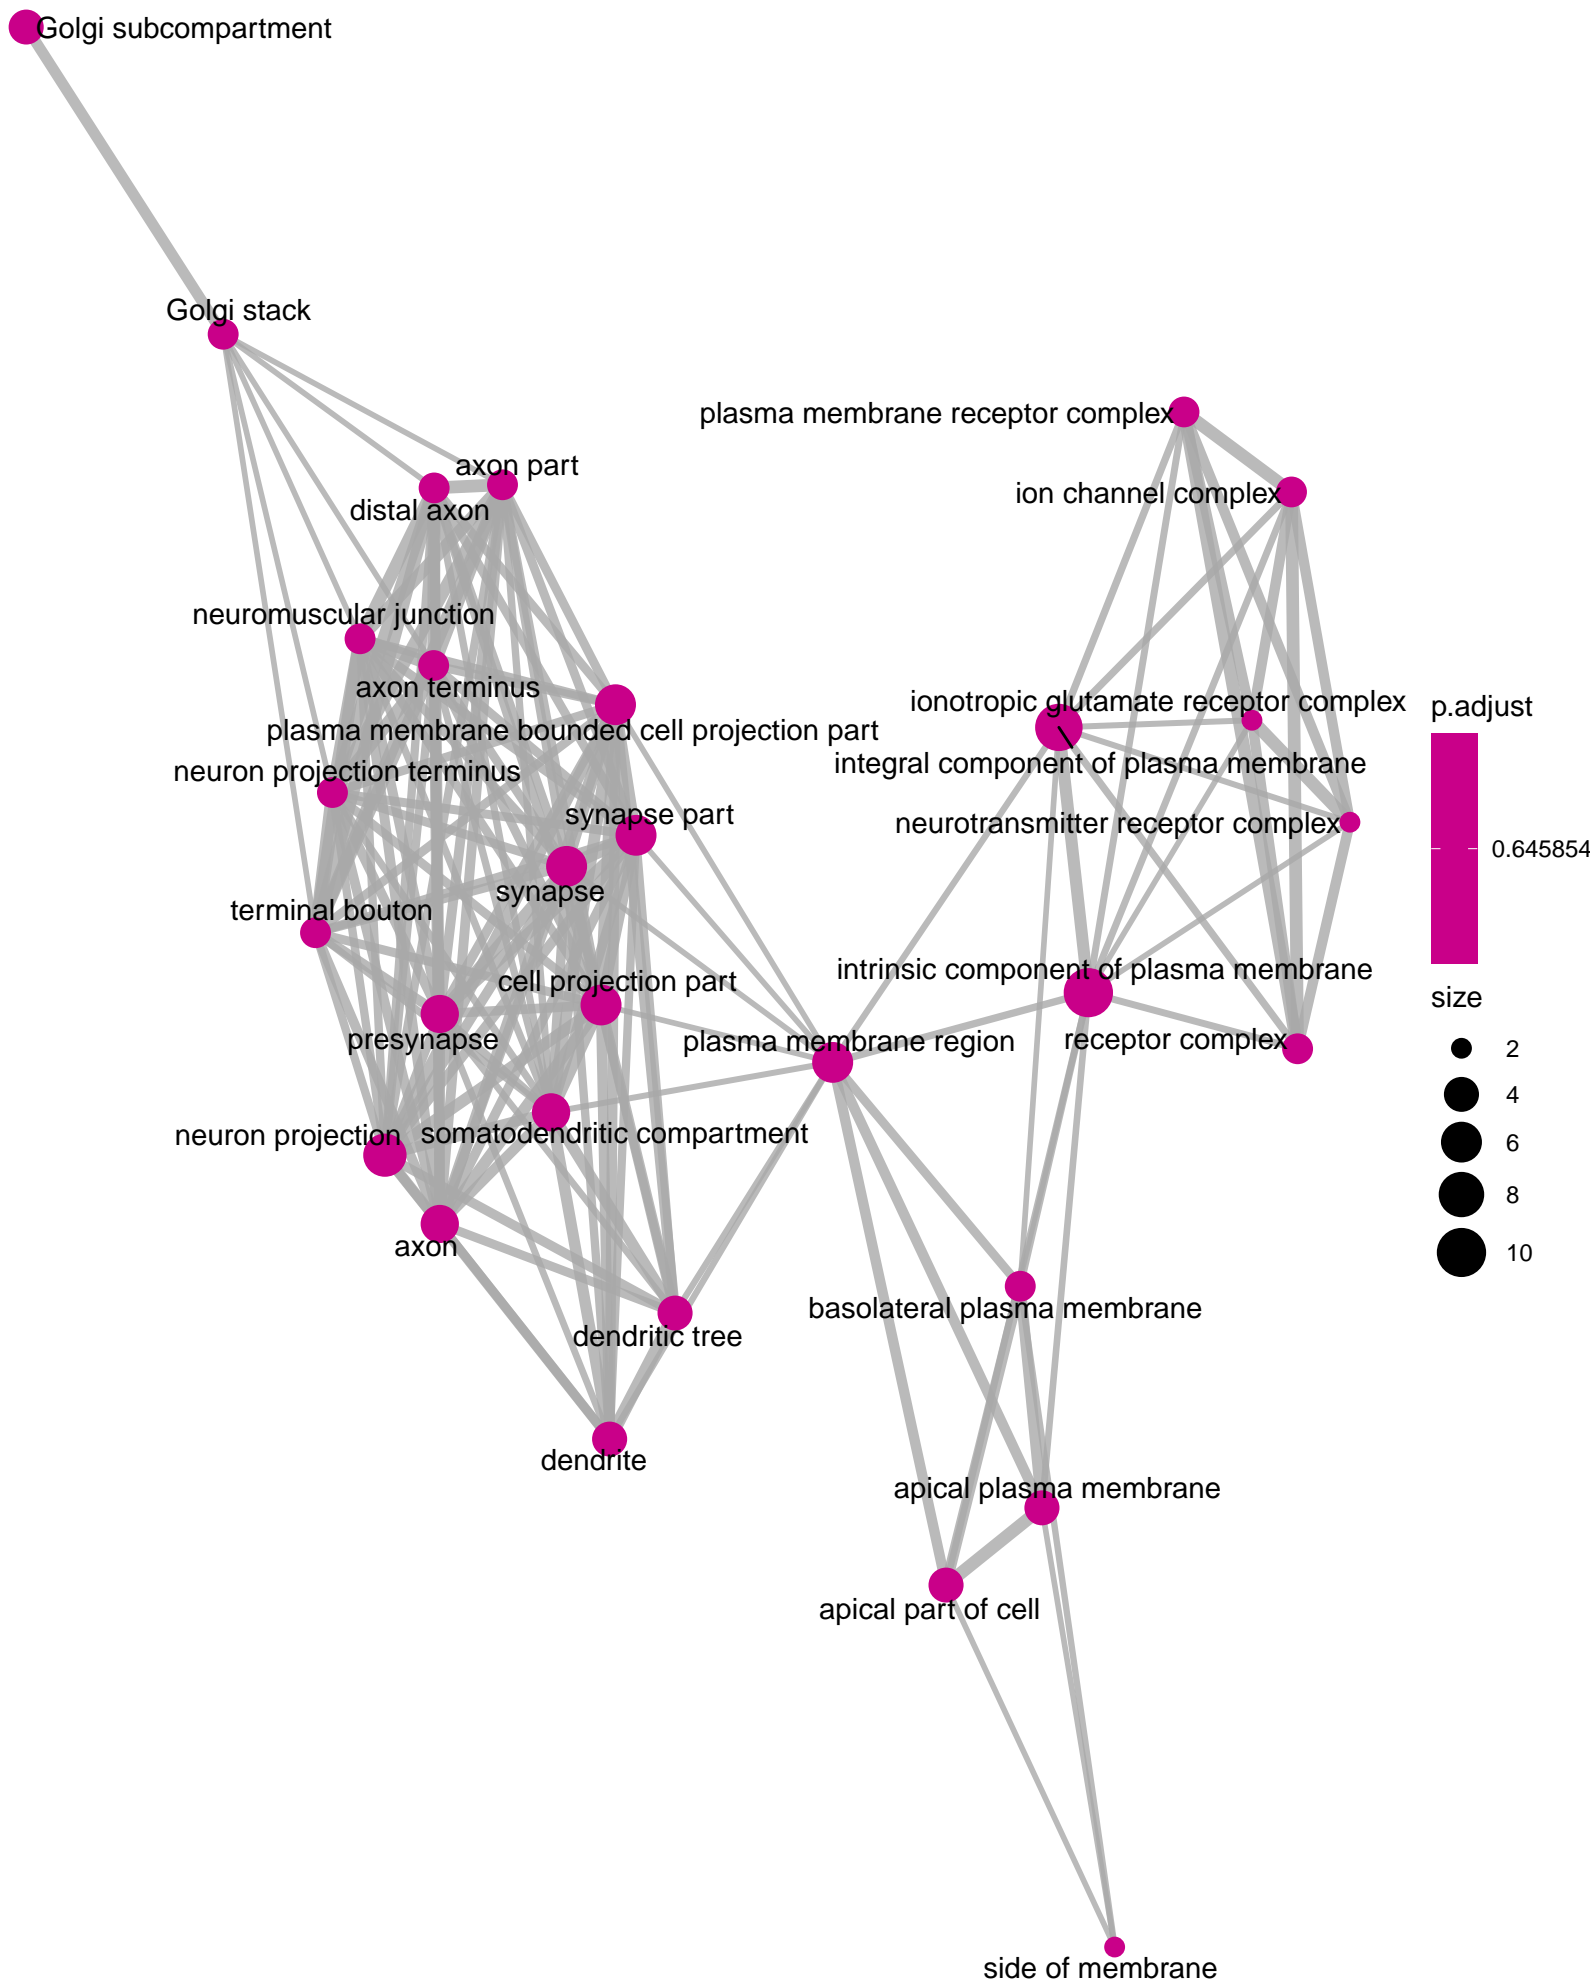 Golgi subcompartment
Golgi stack
plasma membrane receptor complex
axon part
ion channel complex
distal axon
neuromuscular junction
axon terminus
ionotropic glutamate receptor complex
plasma membrane bounded cell projection part
integral component of plasma membrane
neuron projection terminus
synapse part
neurotransmitter receptor complex
synapse
terminal bouton
intrinsic component of plasma membrane
cell projection part
presynapse
plasma membrane region
receptor complex
neuron projection
somatodendritic compartment
axon
basolateral plasma membrane
dendritic tree
dendrite
apical plasma membrane
apical part of cell
side of membrane
p.adjust
0.645854
size
2
4
6
8
10